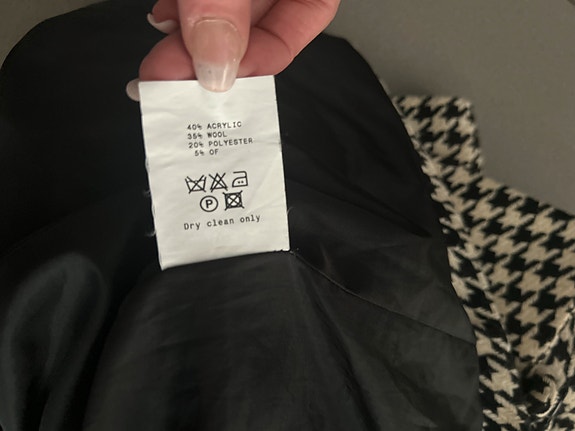 40% ACRYLIC
35% WOOL
20% POLYESTER
5% OF
P
Dry clean only